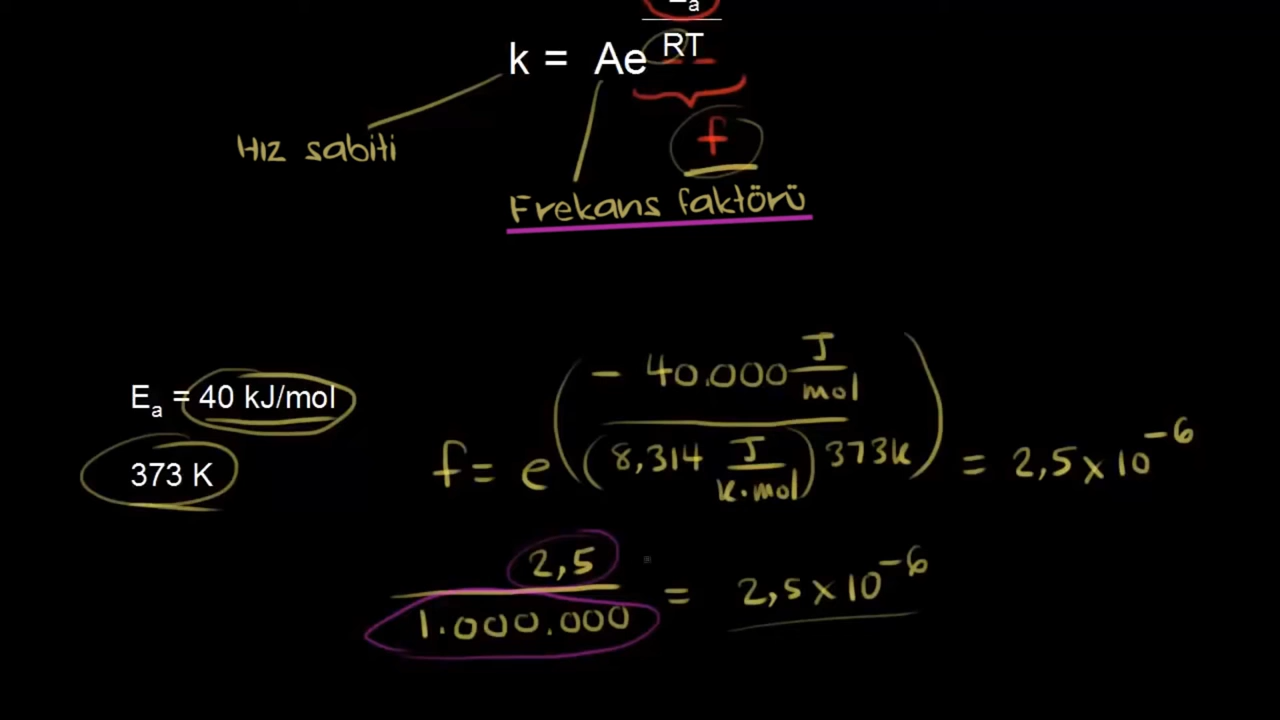 Ea
RT
k = Ae
f
Hız sabiti
Frekans faktörü
Ea = 40 kJ/mol
373 K
f = e ( - 40.000 J/mol / (8,314 J/k·mol) 373k ) = 2,5 x 10⁻⁶
2,5 / 1.000.000 = 2,5 x 10⁻⁶